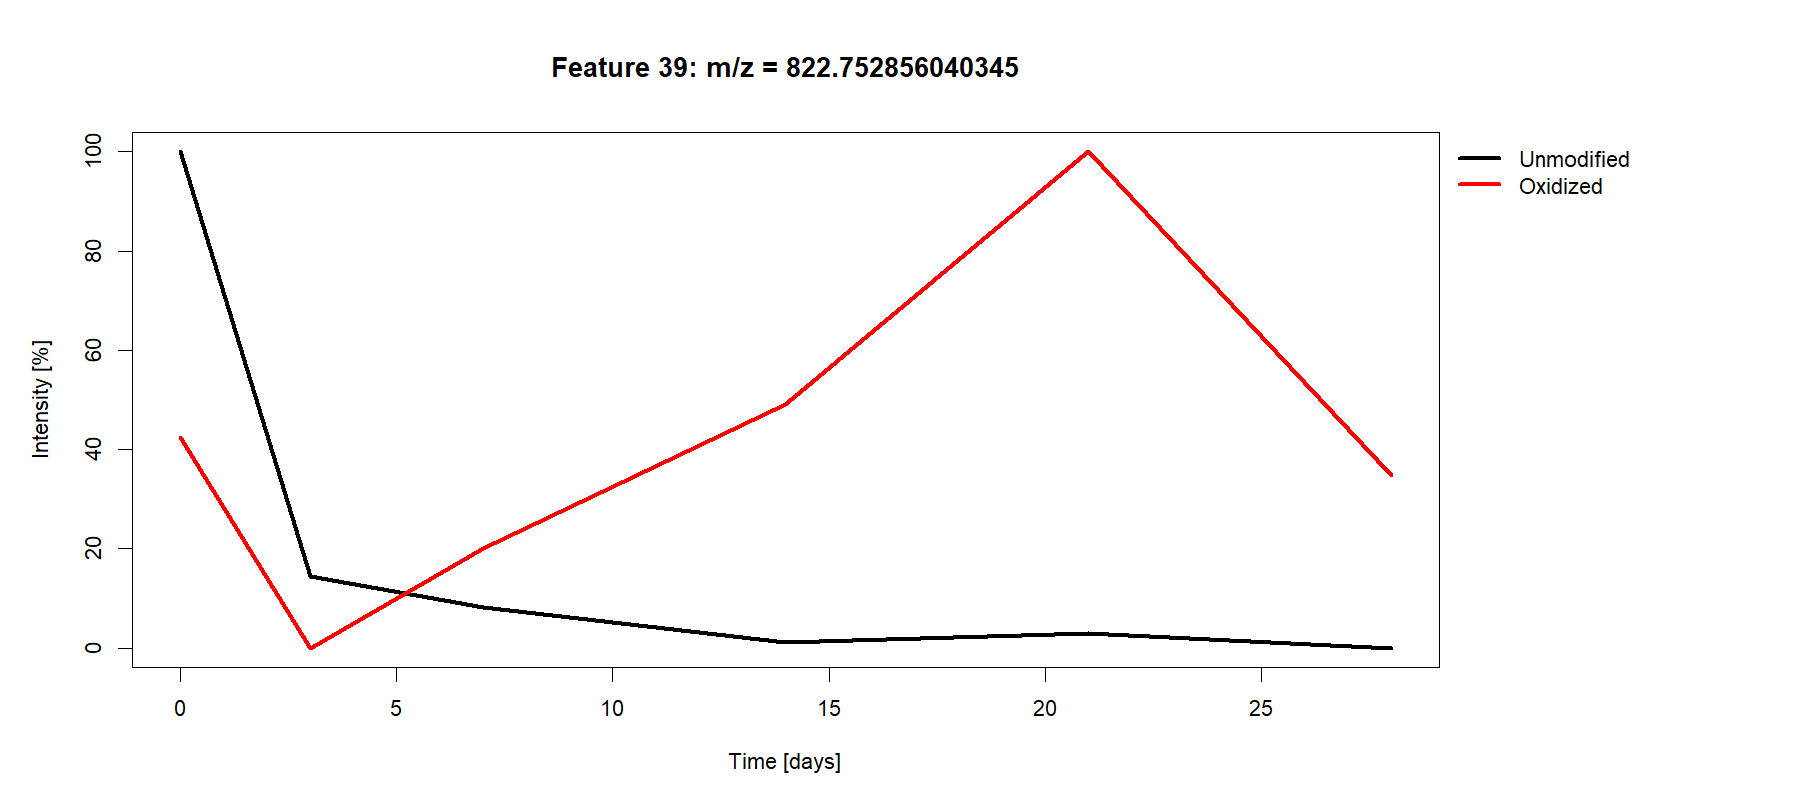 Feature 39: m/z = 822.752856040345
Unmodified
Oxidized
Intensity [%]
100
80
60
40
20
0
0 5 10 15 20 25
Time [days]